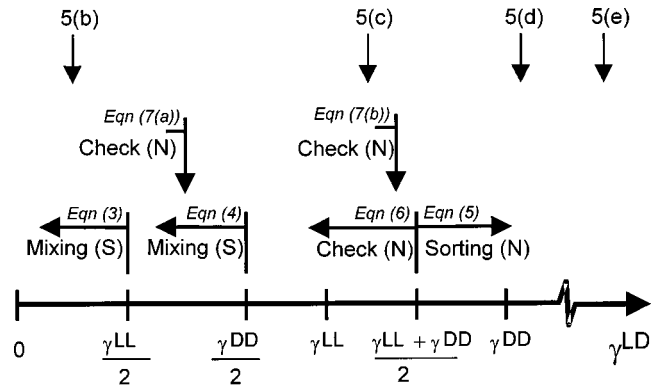 5(b) 5(c) 5(d) 5(e)
Eqn (7(a)) Eqn (7(b))
Check (N) Check (N)
Eqn (3) Eqn (4) Eqn (6) Eqn (5)
Mixing (S) Mixing (S) Check (N) Sorting (N)
0 γLL/2 γDD/2 γLL γLL + γDD/2 γDD γLD